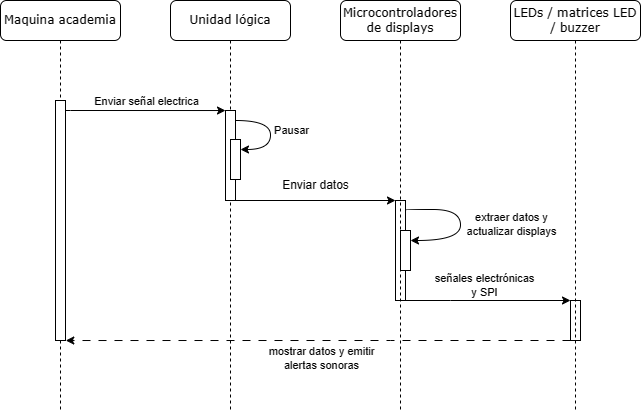 Maquina academia
Unidad lógica
Microcontroladores
de displays
LEDs / matrices LED
/ buzzer
Enviar señal electrica
Pausar
Enviar datos
extraer datos y
actualizar displays
señales electrónicas
y SPI
mostrar datos y emitir
alertas sonoras